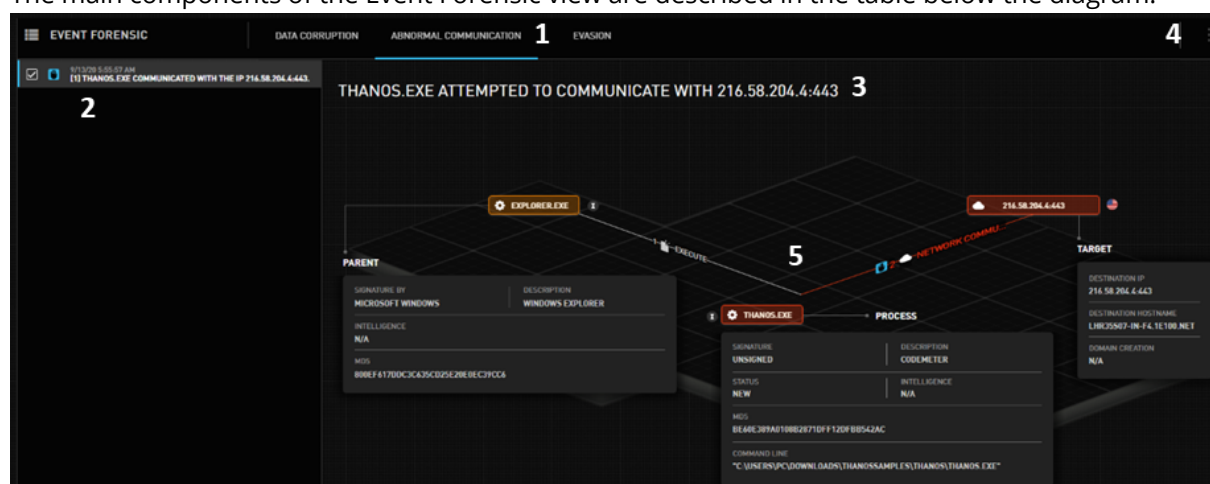 The main components of the Event Forensic view are described in the table below the diagram.
EVENT FORENSIC
DATA CORRUPTION
ABNORMAL COMMUNICATION
1
EVASION
4
9/13/20 5:55:57 AM
[1] THANOS.EXE COMMUNICATED WITH THE IP 216.58.204.4:443.
2
THANOS.EXE ATTEMPTED TO COMMUNICATE WITH 216.58.204.4:443
3
EXPLORER.EXE
1
EXECUTE
5
2
NETWORK COMMU...
216.58.204.4:443
PARENT
SIGNATURE BY
MICROSOFT WINDOWS
DESCRIPTION
WINDOWS EXPLORER
INTELLIGENCE
N/A
MD5
THANOS.EXE
PROCESS
SIGNATURE
UNSIGNED
DESCRIPTION
CODEMETER
STATUS
NEW
INTELLIGENCE
N/A
MD5
COMMAND LINE
"C:\USERS\PC\DOWNLOADS\THANOSSAMPLES\THANOS\THANOS.EXE"
TARGET
DESTINATION IP
216.58.204.4:443
DESTINATION HOSTNAME
LHR35S07-IN-F4.1E100.NET
DOMAIN CREATION
N/A